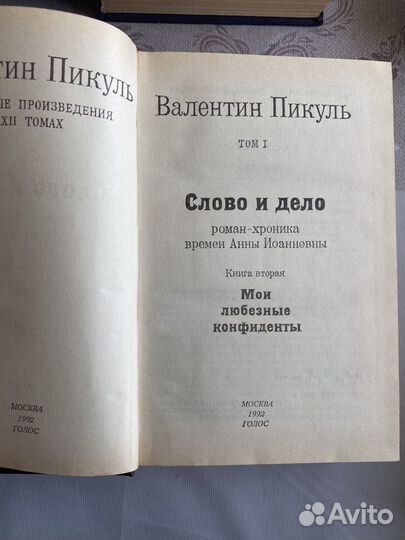 тин Пикуль
ые произведения
XII томах
Москва
1992
Голос
Валентин Пикуль
Том I
Слово и дело
роман-хроника
времен Анны Иоанновны
Книга вторая
Мои
любезные
конфиденты
Москва
1992
Голос
Avito